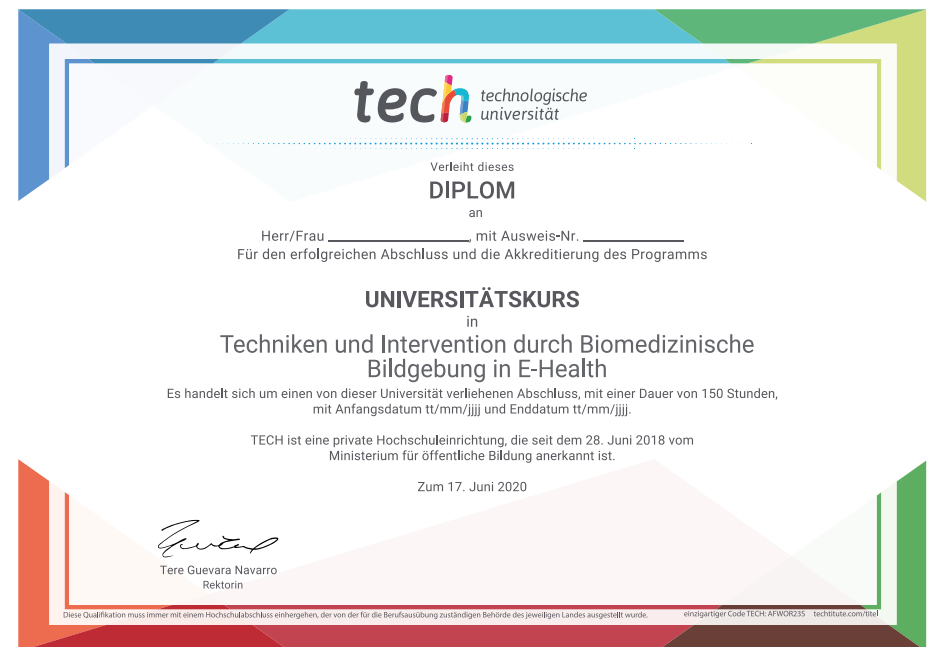 tech technologische
universität
Verleiht dieses
DIPLOM
an
Herr/Frau ____________________, mit Ausweis-Nr. ______________
Für den erfolgreichen Abschluss und die Akkreditierung des Programms
UNIVERSITÄTSKURS
in
Techniken und Intervention durch Biomedizinische
Bildgebung in E-Health
Es handelt sich um einen von dieser Universität verliehenen Abschluss, mit einer Dauer von 150 Stunden,
mit Anfangsdatum tt/mm/jjjj und Enddatum tt/mm/jjjj.
TECH ist eine private Hochschuleinrichtung, die seit dem 28. Juni 2018 vom
Ministerium für öffentliche Bildung anerkannt ist.
Zum 17. Juni 2020
Tere Guevara Navarro
Rektorin
Diese Qualifikation muss immer mit einem Hochschulabschluss einhergehen, der von der für die Berufsausübung zuständigen Behörde des jeweiligen Landes ausgestellt wurde. einzigartiger Code TECH: AFWOR23S techtitute.com/titel